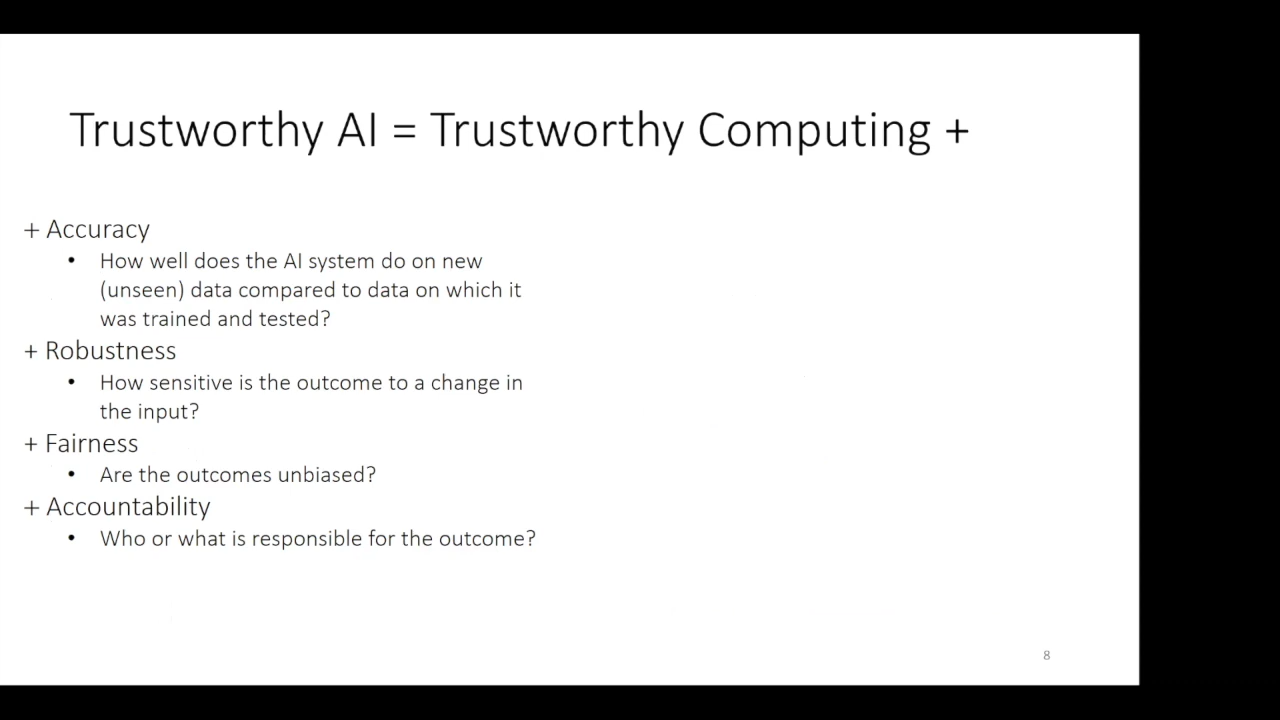 Trustworthy AI = Trustworthy Computing +
+ Accuracy
• How well does the AI system do on new
(unseen) data compared to data on which it
was trained and tested?
+ Robustness
• How sensitive is the outcome to a change in
the input?
+ Fairness
• Are the outcomes unbiased?
+ Accountability
• Who or what is responsible for the outcome?
8